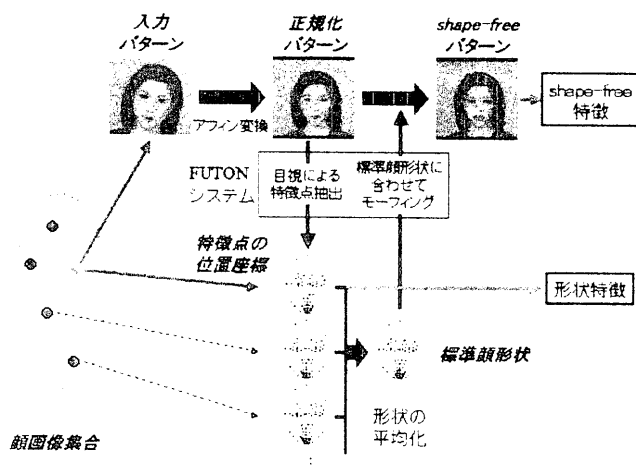 入力
パターン
正規化
パターン
shape-free
パターン
アフィン変換
shape-free
特徴
FUTON
システム
目視による
特徴点抽出
標準顔形状に
合わせて
モーフィング
特徴点の
位置座標
形状特徴
標準顔形状
形状の
平均化
顔画像集合